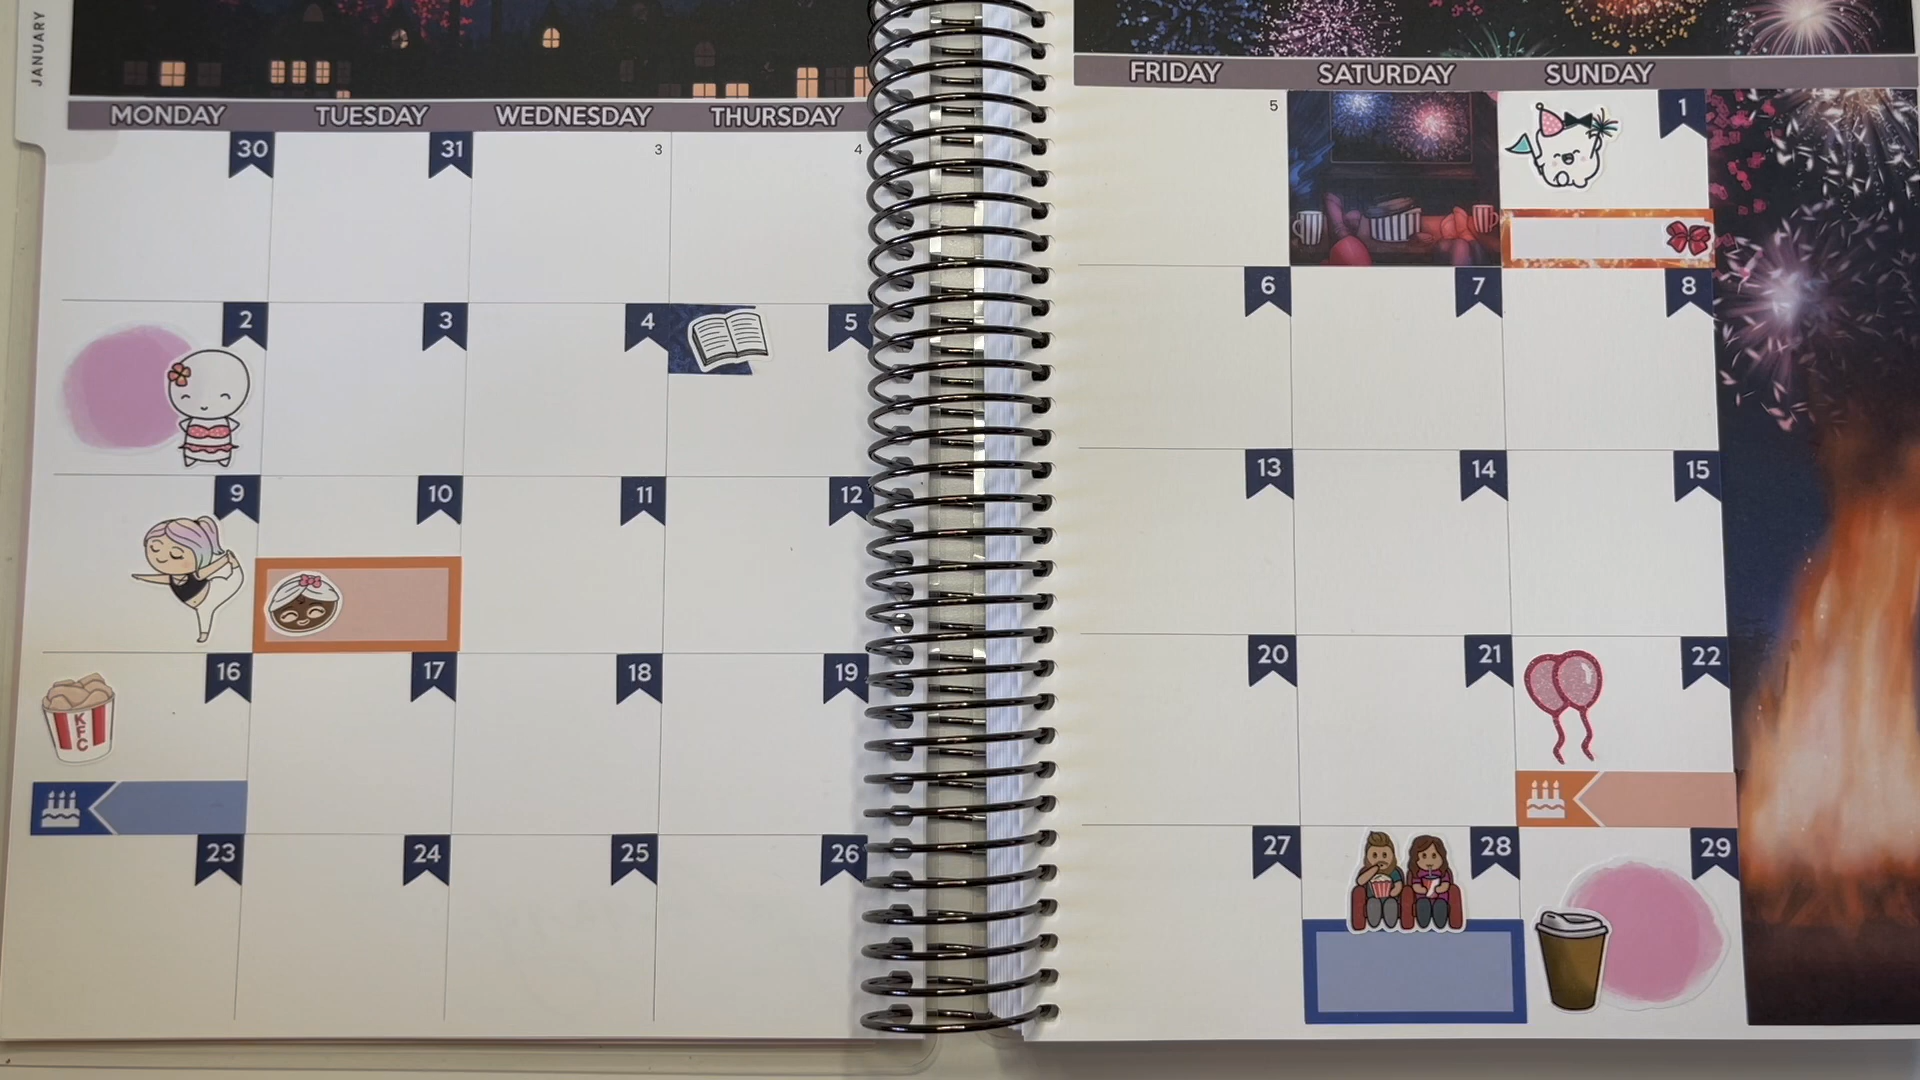 JANUARY
MONDAY TUESDAY WEDNESDAY THURSDAY FRIDAY SATURDAY SUNDAY
30 31 3 4 5 1
2 3 4 5 6 7 8
9 10 11 12 13 14 15
16 17 18 19 20 21 22
KFC
23 24 25 26 27 28 29